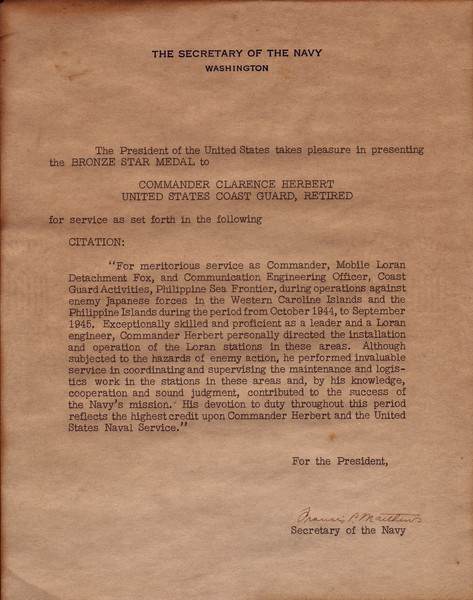 THE SECRETARY OF THE NAVY
WASHINGTON
The President of the United States takes pleasure in presenting
the BRONZE STAR MEDAL to
COMMANDER CLARENCE HERBERT
UNITED STATES COAST GUARD, RETIRED
for service as set forth in the following
CITATION:
"For meritorious service as Commander, Mobile Loran
Detachment Fox, and Communication Engineering Officer, Coast
Guard Activities, Philippine Sea Frontier, during operations against
enemy Japanese forces in the Western Caroline Islands and the
Philippine Islands during the period from October 1944, to September
1945. Exceptionally skilled and proficient as a leader and a Loran
engineer, Commander Herbert personally directed the installation
and operation of the Loran stations in these areas. Although
subjected to the hazards of enemy action, he performed invaluable
service in coordinating and supervising the maintenance and logis-
tics work in the stations in these areas and, by his knowledge,
cooperation and sound judgment, contributed to the success of
the Navy's mission. His devotion to duty throughout this period
reflects the highest credit upon Commander Herbert and the United
States Naval Service."
For the President,
Francis P. Matthews
Secretary of the Navy